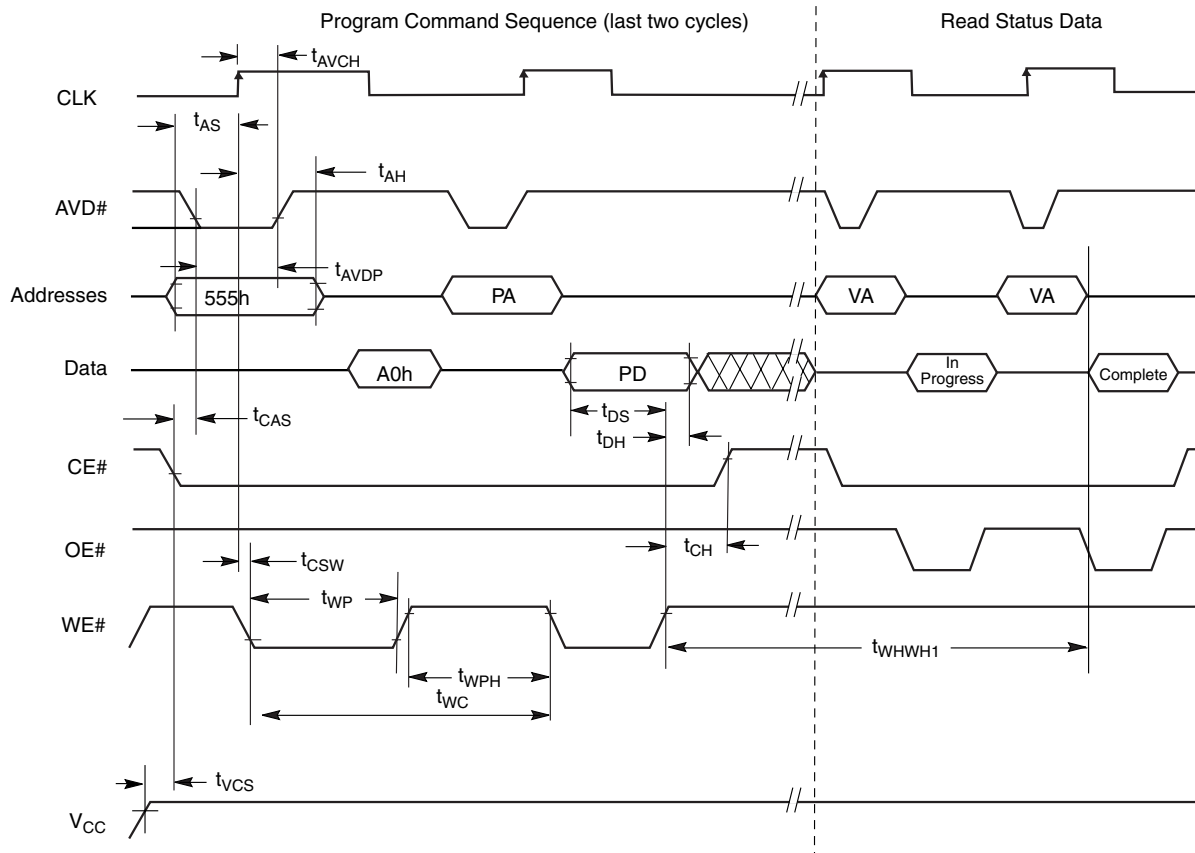 Program Command Sequence (last two cycles) Read Status Data
tAVCH
CLK
tAS
tAH
AVD#
tAVDP
Addresses 555h PA VA VA
Data A0h PD In Progress Complete
tCAS
tDS
tDH
CE#
OE#
tCH
tCSW
tWP
WE#
tWHWH1
tWPH
tWC
tVCS
VCC